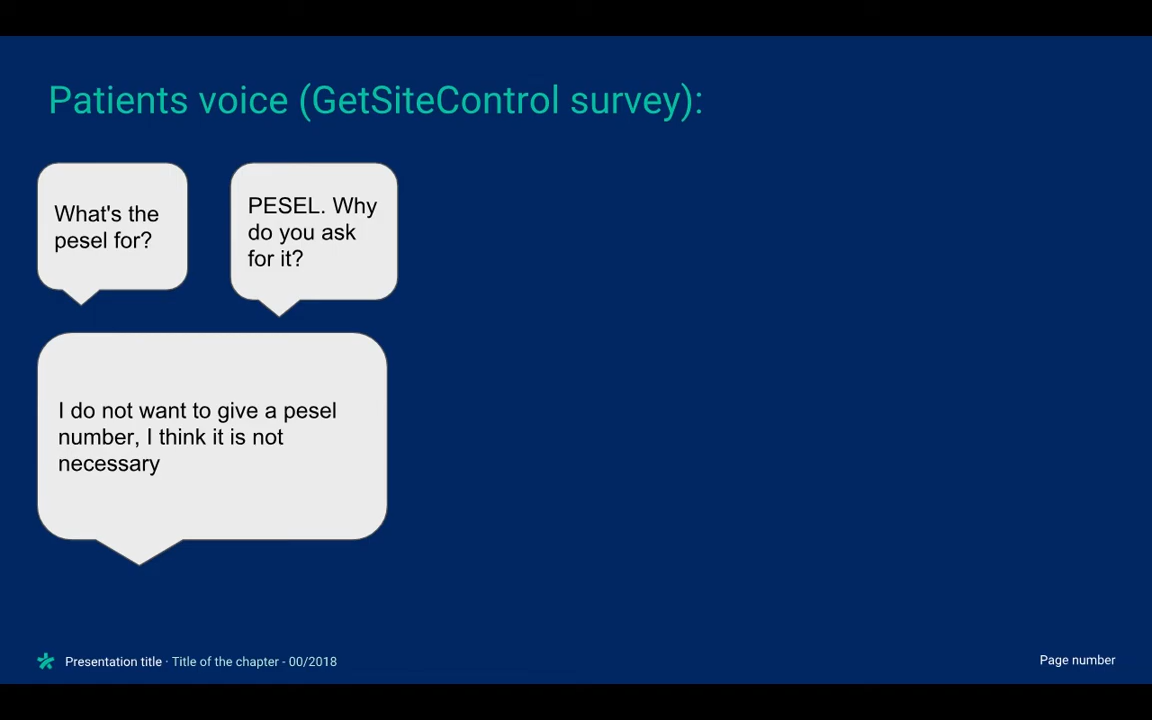 Patients voice (GetSiteControl survey):
What's the
pesel for?
PESEL. Why
do you ask
for it?
I do not want to give a pesel
number, I think it is not
necessary
Presentation title · Title of the chapter - 00/2018
Page number